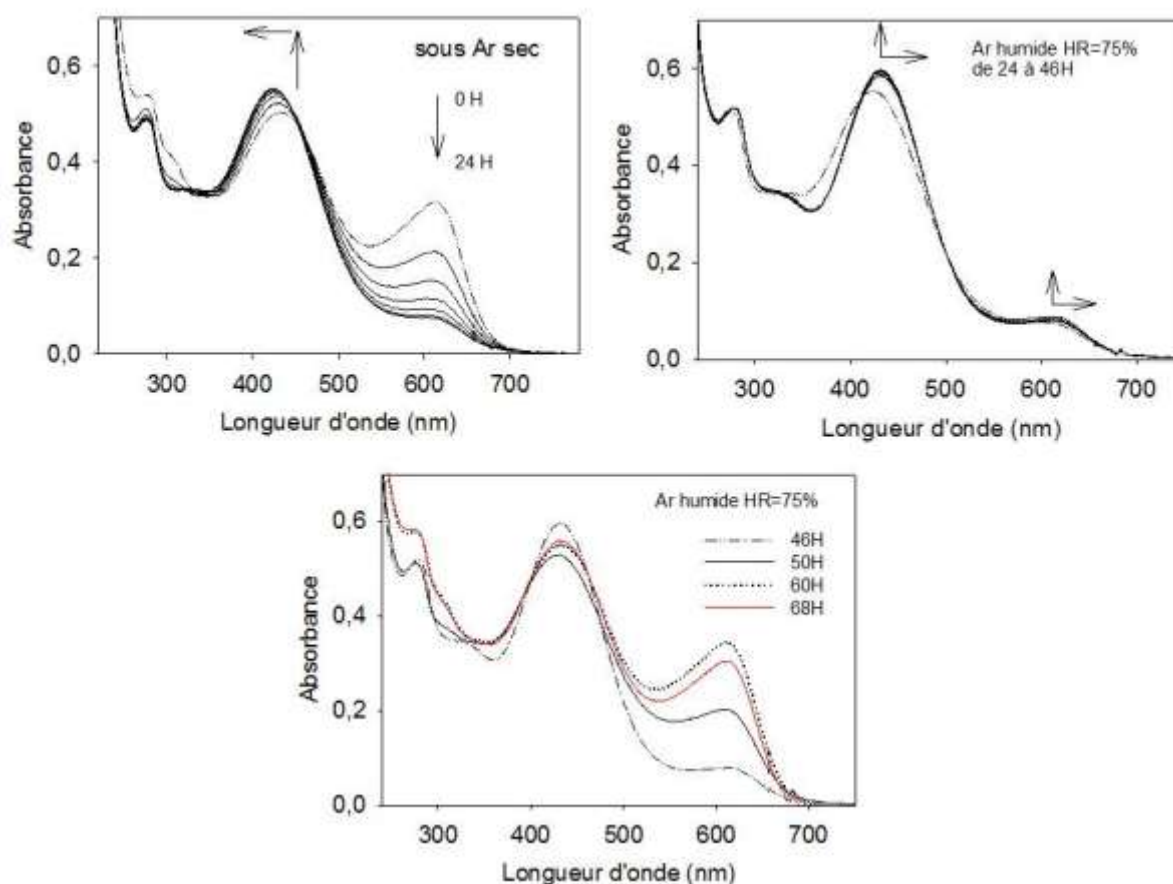 sous Ar sec
0 H
24 H
0,6
0,4
0,2
0,0
300 400 500 600 700
Absorbance
Longueur d'onde (nm)
Ar humide HR=75%
de 24 à 46H
0,6
0,4
0,2
0,0
300 400 500 600 700
Absorbance
Longueur d'onde (nm)
Ar humide HR=75%
46H
50H
60H
68H
0,6
0,4
0,2
0,0
300 400 500 600 700
Absorbance
Longueur d'onde (nm)